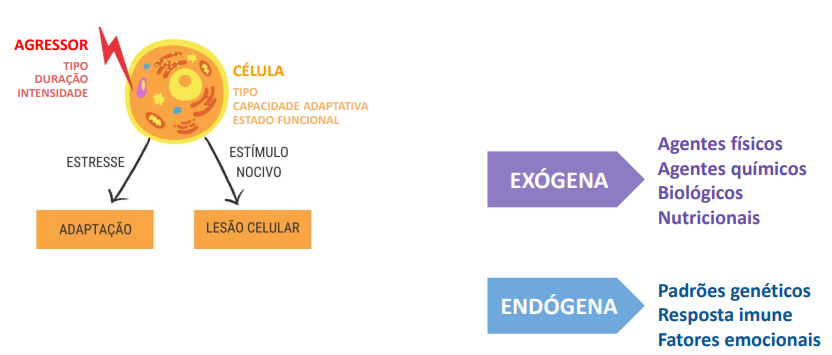 AGRESSOR
TIPO
DURAÇÃO
INTENSIDADE
CÉLULA
TIPO
CAPACIDADE ADAPTATIVA
ESTADO FUNCIONAL
ESTRESSE
ESTÍMULO
NOCIVO
ADAPTAÇÃO
LESÃO CELULAR
EXÓGENA
Agentes físicos
Agentes químicos
Biológicos
Nutricionais
ENDÓGENA
Padrões genéticos
Resposta imune
Fatores emocionais